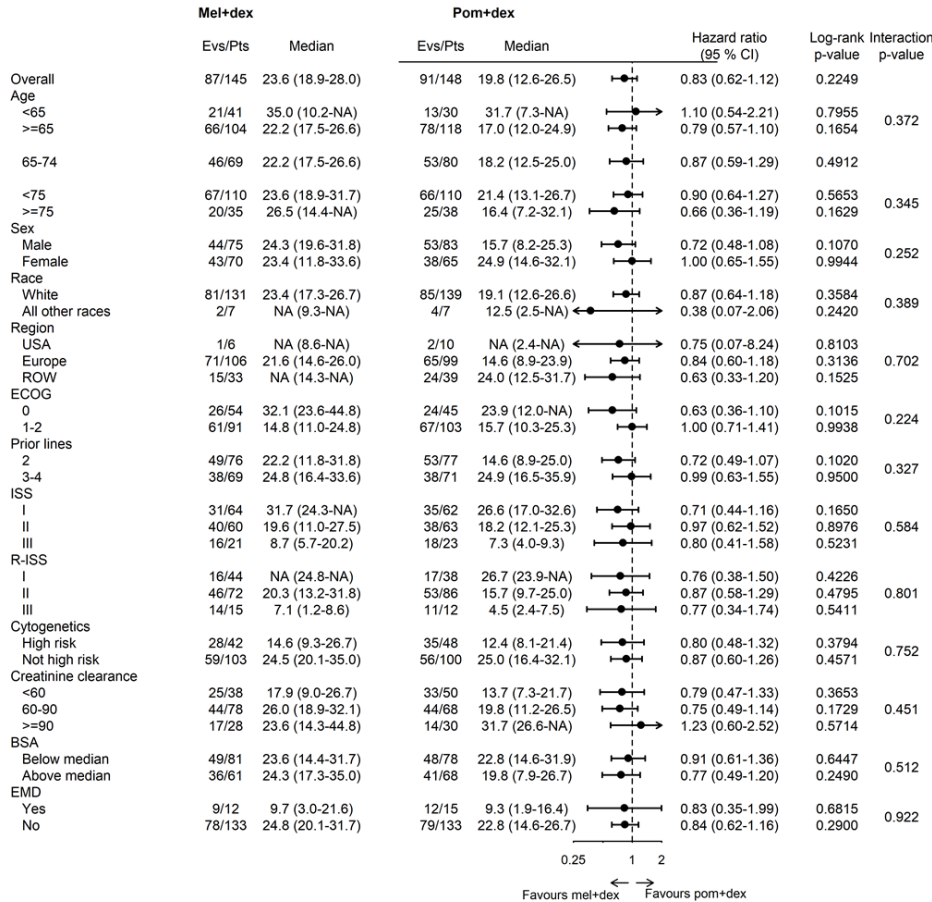 Mel+dex Pom+dex
Evs/Pts Median Evs/Pts Median Hazard ratio (95 % CI) Log-rank p-value Interaction p-value
Overall 87/145 23.6 (18.9-28.0) 91/148 19.8 (12.6-26.5) 0.83 (0.62-1.12) 0.2249
Age
<65 21/41 35.0 (10.2-NA) 13/30 31.7 (7.3-NA) 1.10 (0.54-2.21) 0.7955
0.372
>=65 66/104 22.2 (17.5-26.6) 78/118 17.0 (12.0-24.9) 0.79 (0.57-1.10) 0.1654
65-74 46/69 22.2 (17.5-26.6) 53/80 18.2 (12.5-25.0) 0.87 (0.59-1.29) 0.4912
<75 67/110 23.6 (18.9-31.7) 66/110 21.4 (13.1-26.7) 0.90 (0.64-1.27) 0.5653
0.345
>=75 20/35 26.5 (14.4-NA) 25/38 16.4 (7.2-32.1) 0.66 (0.36-1.19) 0.1629
Sex
Male 44/75 24.3 (19.6-31.8) 53/83 15.7 (8.2-25.3) 0.72 (0.48-1.08) 0.1070
0.252
Female 43/70 23.4 (11.8-33.6) 38/65 24.9 (14.6-32.1) 1.00 (0.65-1.55) 0.9944
Race
White 81/131 23.4 (17.3-26.7) 85/139 19.1 (12.6-26.6) 0.87 (0.64-1.18) 0.3584
0.389
All other races 2/7 NA (9.3-NA) 4/7 12.5 (2.5-NA) 0.38 (0.07-2.06) 0.2420
Region
USA 1/6 NA (8.6-NA) 2/10 NA (2.4-NA) 0.75 (0.07-8.24) 0.8103
Europe 71/106 21.6 (14.6-26.0) 65/99 14.6 (8.9-23.9) 0.84 (0.60-1.18) 0.3136 0.702
ROW 15/33 NA (14.3-NA) 24/39 24.0 (12.5-31.7) 0.63 (0.33-1.20) 0.1525
ECOG
0 26/54 32.1 (23.6-44.8) 24/45 23.9 (12.0-NA) 0.63 (0.36-1.10) 0.1015
0.224
1-2 61/91 14.8 (11.0-24.8) 67/103 15.7 (10.3-25.3) 1.00 (0.71-1.41) 0.9938
Prior lines
2 49/76 22.2 (11.8-31.8) 53/77 14.6 (8.9-25.0) 0.72 (0.49-1.07) 0.1020
0.327
3-4 38/69 24.8 (16.4-33.6) 38/71 24.9 (16.5-35.9) 0.99 (0.63-1.55) 0.9500
ISS
I 31/64 31.7 (24.3-NA) 35/62 26.6 (17.0-32.6) 0.71 (0.44-1.16) 0.1650
II 40/60 19.6 (11.0-27.5) 38/63 18.2 (12.1-25.3) 0.97 (0.62-1.52) 0.8976 0.584
III 16/21 8.7 (5.7-20.2) 18/23 7.3 (4.0-9.3) 0.80 (0.41-1.58) 0.5231
R-ISS
I 16/44 NA (24.8-NA) 17/38 26.7 (23.9-NA) 0.76 (0.38-1.50) 0.4226
II 46/72 20.3 (13.2-31.8) 53/86 15.7 (9.7-25.0) 0.87 (0.58-1.29) 0.4795 0.801
III 14/15 7.1 (1.2-8.6) 11/12 4.5 (2.4-7.5) 0.77 (0.34-1.74) 0.5411
Cytogenetics
High risk 28/42 14.6 (9.3-26.7) 35/48 12.4 (8.1-21.4) 0.80 (0.48-1.32) 0.3794
0.752
Not high risk 59/103 24.5 (20.1-35.0) 56/100 25.0 (16.4-32.1) 0.87 (0.60-1.26) 0.4571
Creatinine clearance
<60 25/38 17.9 (9.0-26.7) 33/50 13.7 (7.3-21.7) 0.79 (0.47-1.33) 0.3653
60-90 44/78 26.0 (18.9-32.1) 44/68 19.8 (11.2-26.5) 0.75 (0.49-1.14) 0.1729 0.451
>=90 17/28 23.6 (14.3-44.8) 14/30 31.7 (26.6-NA) 1.23 (0.60-2.52) 0.5714
BSA
Below median 49/81 23.6 (14.4-31.7) 48/78 22.8 (14.6-31.9) 0.91 (0.61-1.36) 0.6447
0.512
Above median 36/61 24.3 (17.3-35.0) 41/68 19.8 (7.9-26.7) 0.77 (0.49-1.20) 0.2490
EMD
Yes 9/12 9.7 (3.0-21.6) 12/15 9.3 (1.9-16.4) 0.83 (0.35-1.99) 0.6815
0.922
No 78/133 24.8 (20.1-31.7) 79/133 22.8 (14.6-26.7) 0.84 (0.62-1.16) 0.2900
0.25 1 2
Favours mel+dex Favours pom+dex